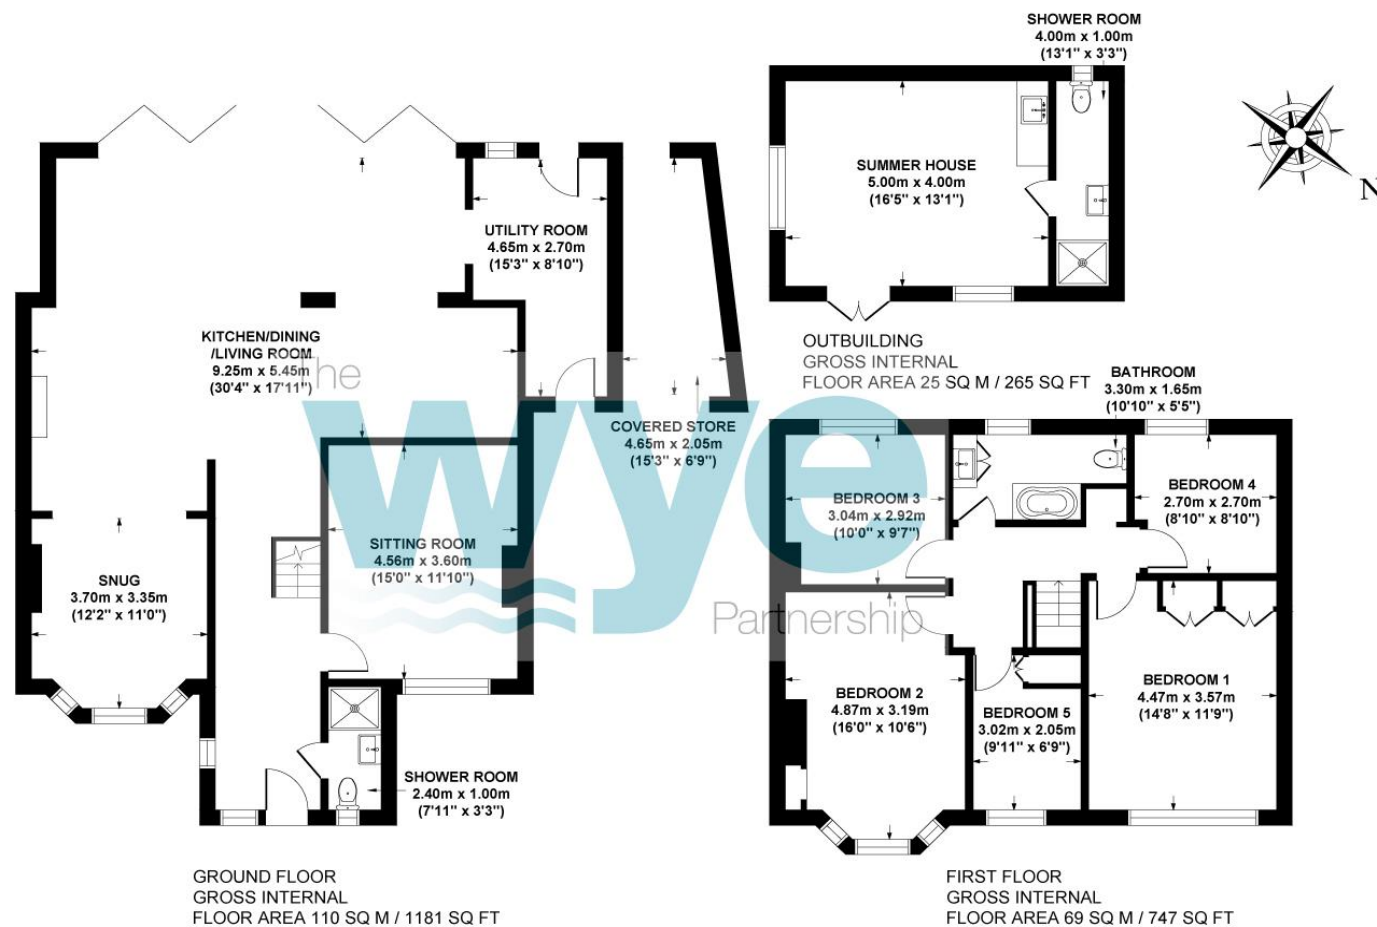 SHOWER ROOM
4.00m x 1.00m
(13'1" x 3'3")
SUMMER HOUSE
5.00m x 4.00m
(16'5" x 13'1")
N
UTILITY ROOM
4.65m x 2.70m
(15'3" x 8'10")
KITCHEN/DINING
/LIVING ROOM
9.25m x 5.45m
(30'4" x 17'11")
OUTBUILDING
GROSS INTERNAL
FLOOR AREA 25 SQ M / 265 SQ FT
BATHROOM
3.30m x 1.65m
(10'10" x 5'5")
The
wye
Partnership
COVERED STORE
4.65m x 2.05m
(15'3" x 6'9")
BEDROOM 3
3.04m x 2.92m
(10'0" x 9'7")
BEDROOM 4
2.70m x 2.70m
(8'10" x 8'10")
SITTING ROOM
4.56m x 3.60m
(15'0" x 11'10")
SNUG
3.70m x 3.35m
(12'2" x 11'0")
BEDROOM 2
4.87m x 3.19m
(16'0" x 10'6")
BEDROOM 5
3.02m x 2.05m
(9'11" x 6'9")
BEDROOM 1
4.47m x 3.57m
(14'8" x 11'9")
SHOWER ROOM
2.40m x 1.00m
(7'11" x 3'3")
GROUND FLOOR
GROSS INTERNAL
FLOOR AREA 110 SQ M / 1181 SQ FT
FIRST FLOOR
GROSS INTERNAL
FLOOR AREA 69 SQ M / 747 SQ FT